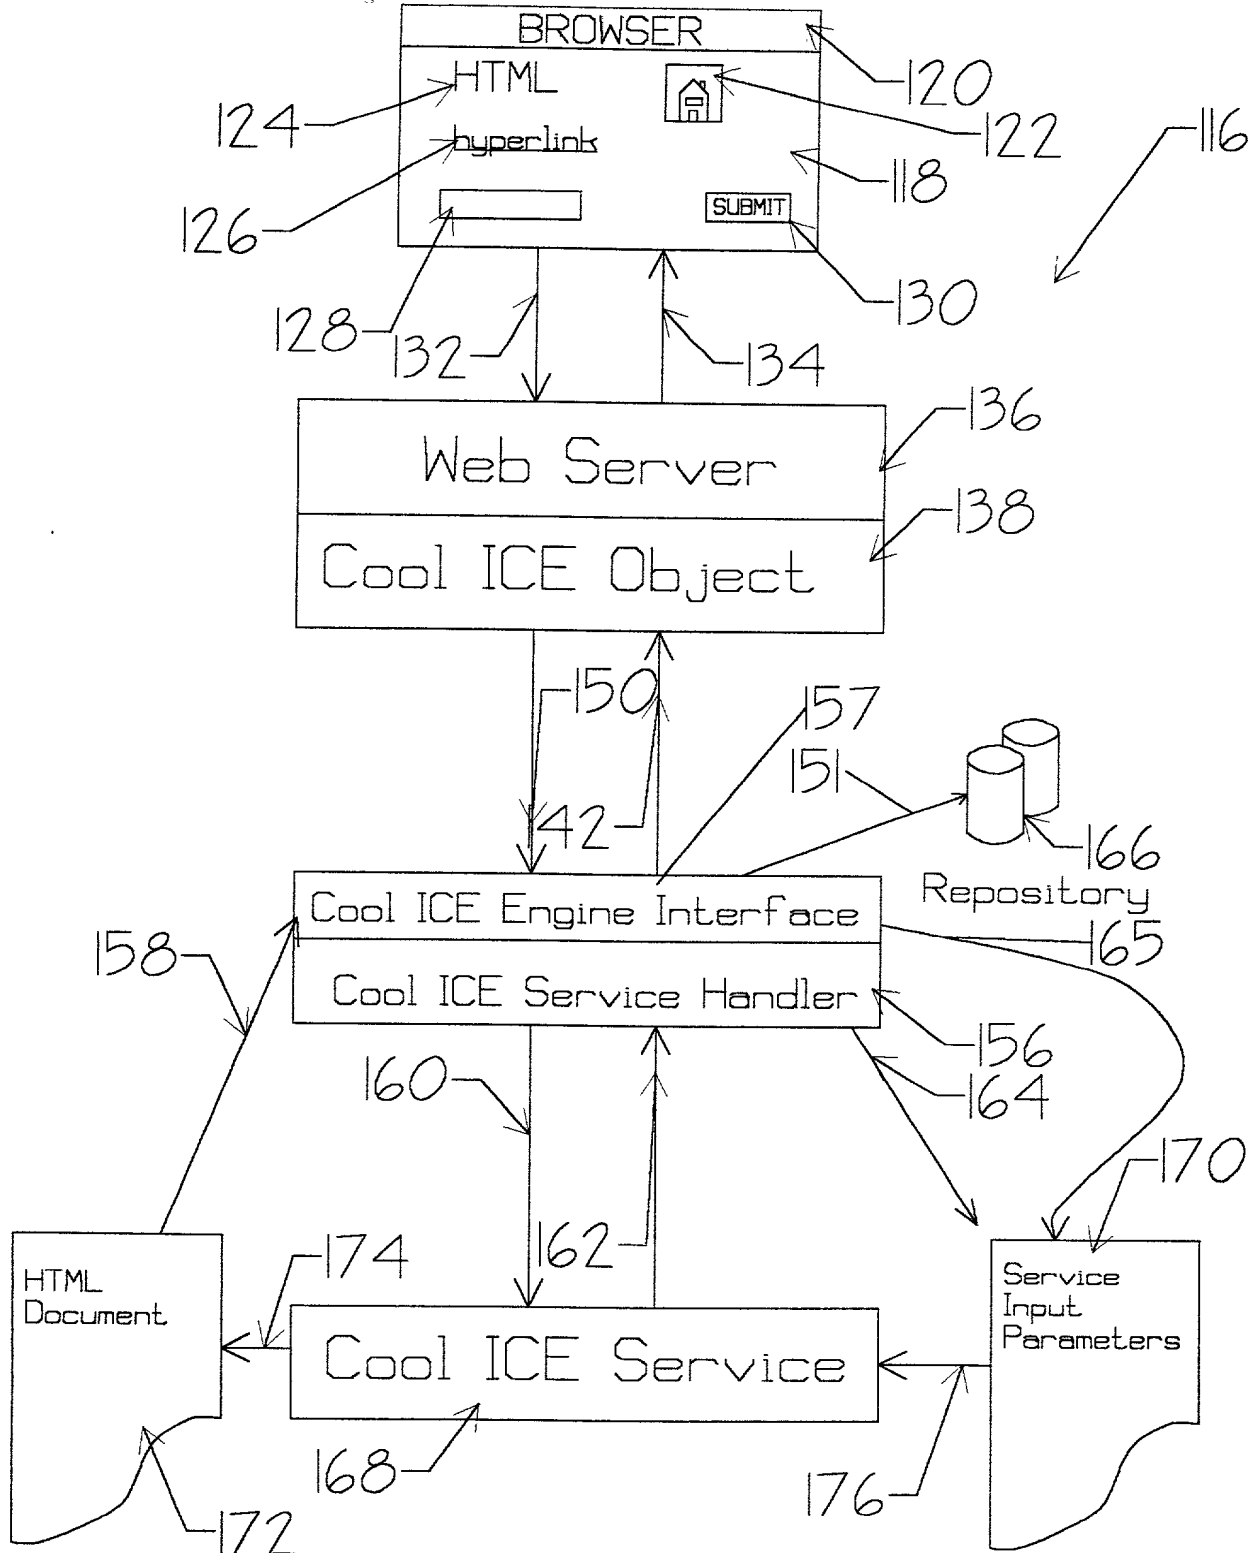 BROWSER
120
HTML
124
122
116
hyperlink
118
126
SUBMIT
130
128
132
134
136
Web Server
138
Cool ICE Object
150
157
151
142
166
Repository
Cool ICE Engine Interface
165
158
Cool ICE Service Handler
156
160
164
170
162
174
HTML
Document
Service
Input
Parameters
Cool ICE Service
168
176
172